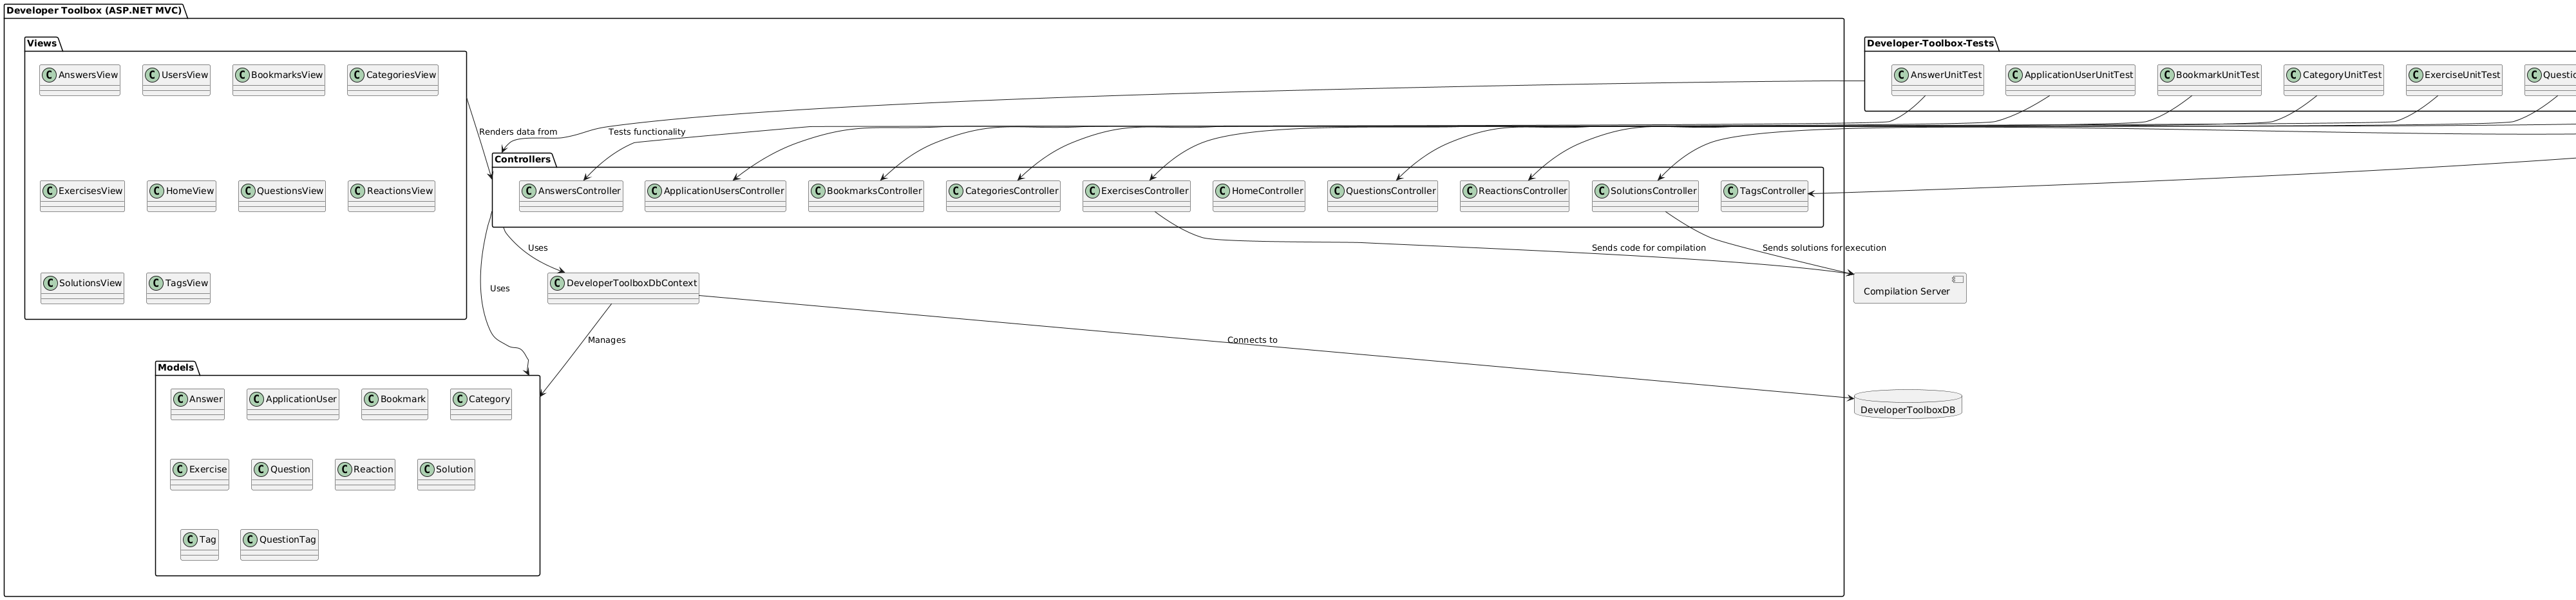 Developer Toolbox (ASP.NET MVC)
Views
AnswersView
UsersView
BookmarksView
CategoriesView
ExercisesView
HomeView
QuestionsView
ReactionsView
SolutionsView
TagsView
Developer-Toolbox-Tests
AnswerUnitTest
ApplicationUserUnitTest
BookmarkUnitTest
CategoryUnitTest
ExerciseUnitTest
Renders data from
Tests functionality
Controllers
AnswersController
ApplicationUsersController
BookmarksController
CategoriesController
ExercisesController
HomeController
QuestionsController
ReactionsController
SolutionsController
TagsController
Uses
Sends code for compilation
Sends solutions for execution
DeveloperToolboxDbContext
Compilation Server
Uses
Manages
Connects to
DeveloperToolboxDB
Models
Answer
ApplicationUser
Bookmark
Category
Exercise
Question
Reaction
Solution
Tag
QuestionTag